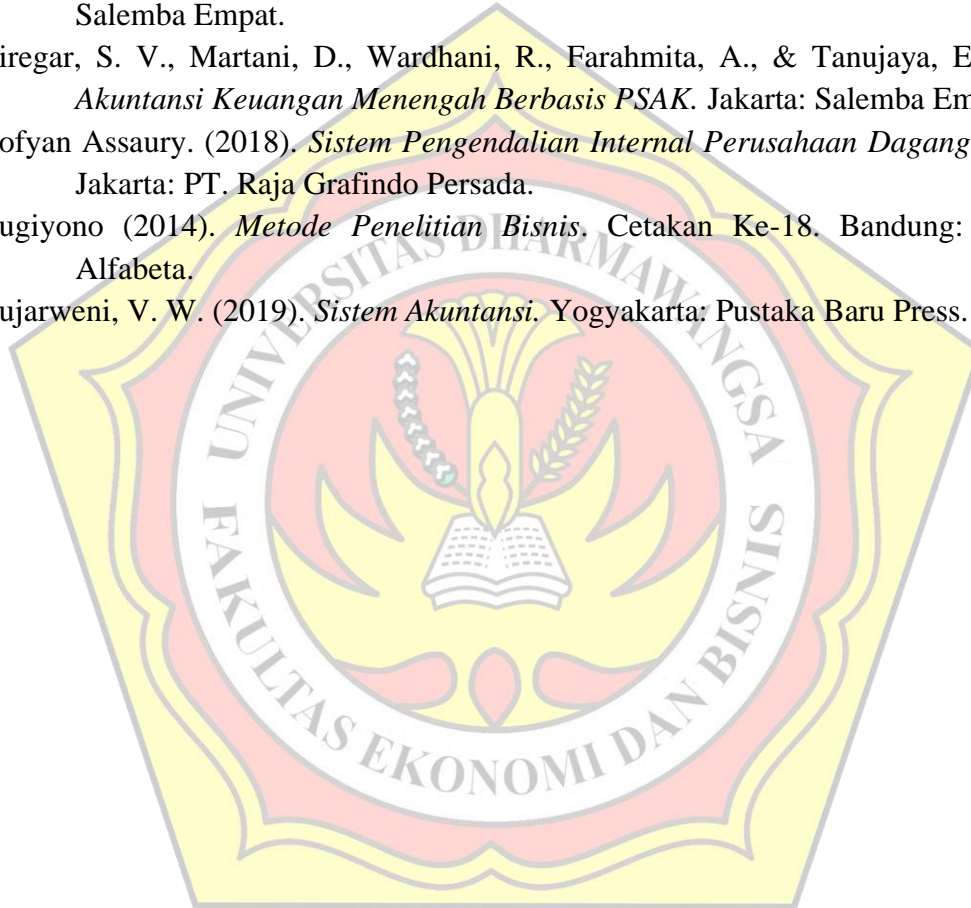 Salemba Empat.
iregar, S. V., Martani, D., Wardhani, R., Farahmita, A., & Tanujaya, E
Akuntansi Keuangan Menengah Berbasis PSAK. Jakarta: Salemba Em
ofyan Assaury. (2018). Sistem Pengendalian Internal Perusahaan Dagang
Jakarta: PT. Raja Grafindo Persada.
ugiyono (2014). Metode Penelitian Bisnis. Cetakan Ke-18. Bandung:
Alfabeta.
ujarweni, V. W. (2019). Sistem Akuntansi. Yogyakarta: Pustaka Baru Press.
UNIVERSITAS DHARMAWANGSA
FAKULTAS EKONOMI DAN BISNIS